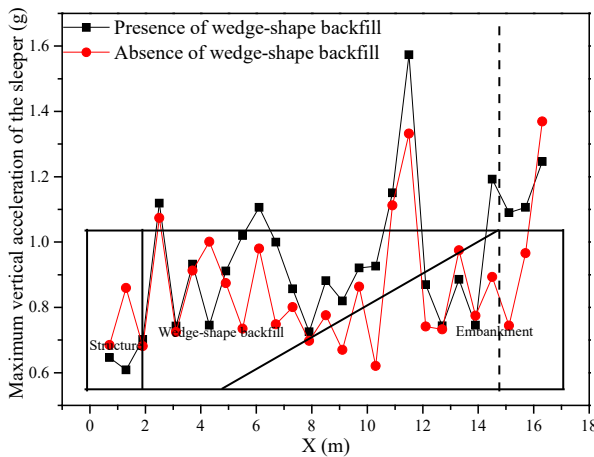 Maximum vertical acceleration of the sleeper (g)
Presence of wedge-shape backfill
Absence of wedge-shape backfill
1.6
1.4
1.2
1.0
0.8
0.6
Structure
Wedge-shape backfill
Embankment
0 2 4 6 8 10 12 14 16 18
X (m)